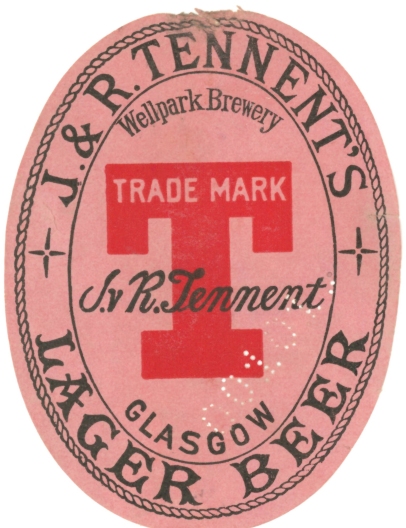 J. & R. TENNENT'S
Wellpark Brewery
TRADE MARK
T
J. & R. Tennent
GLASGOW
LAGER BEER